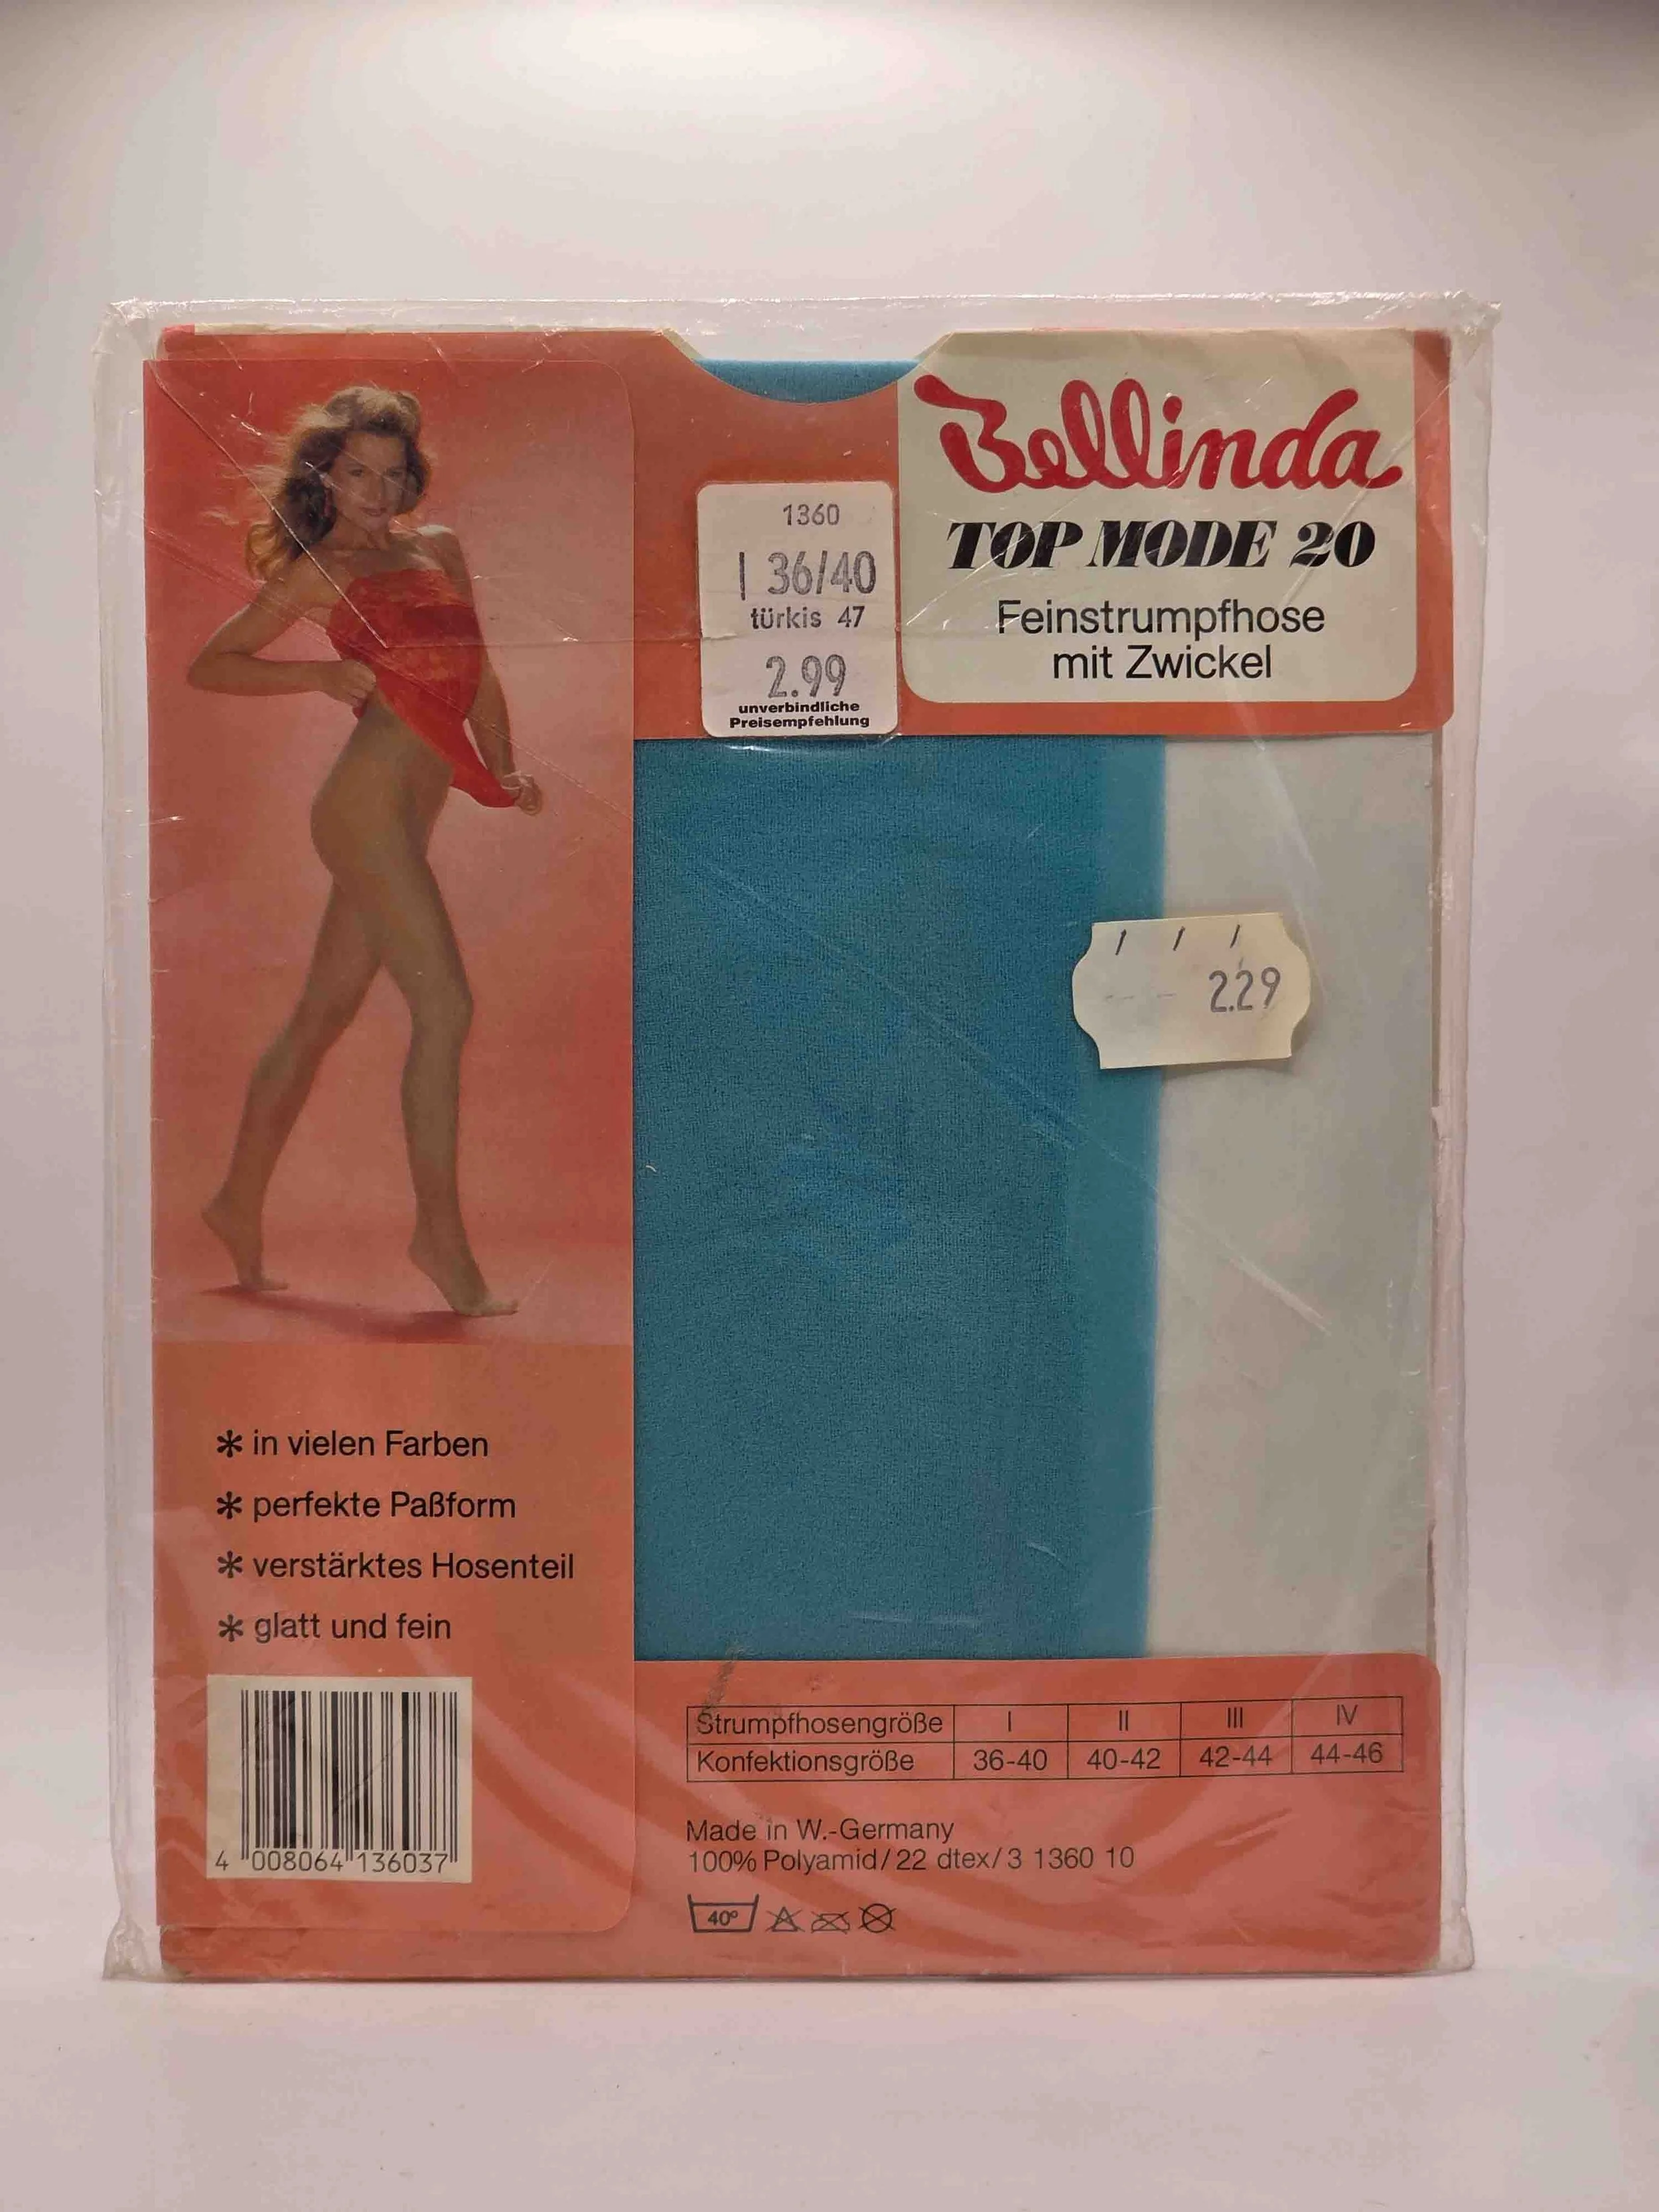 Bellinda
TOP MODE 20
Feinstrumpfhose
mit Zwickel
1360
I 36/40
türkis 47
2.99
unverbindliche
Preisempfehlung
2.29
* in vielen Farben
* perfekte Paßform
* verstärktes Hosenteil
* glatt und fein
4 008064 136037
Strumpfhosengröße I II III IV
Konfektionsgröße 36-40 40-42 42-44 44-46
Made in W.-Germany
100% Polyamid/22 dtex/3 1360 10
40°